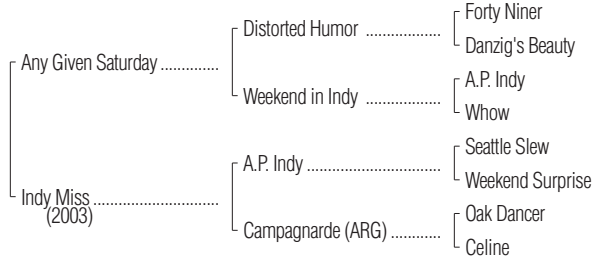 Forty Niner
Distorted Humor ..................
Danzig's Beauty
Any Given Saturday ..............
A.P. Indy
Weekend in Indy ..................
Whow
Seattle Slew
A.P. Indy ................................
Weekend Surprise
Indy Miss ..............................
(2003)
Oak Dancer
Campagnarde (ARG) ............
Celine